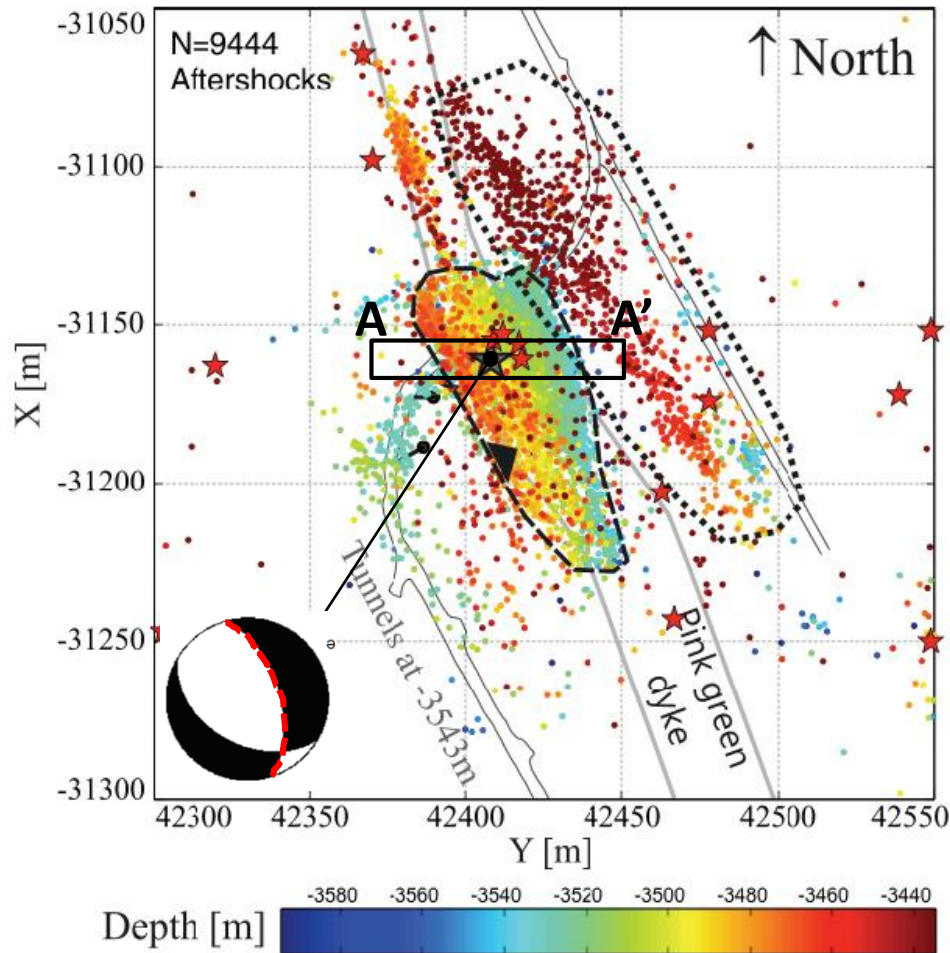 N=9444
Aftershocks
↑ North
-31050
-31100
-31150
-31200
-31250
-31300
X [m]
A
A'
Tunnels at -3543m
e
Pink green
dyke
42300
42350
42400
42450
42500
42550
Y [m]
-3580
-3560
-3540
-3520
-3500
-3480
-3460
-3440
Depth [m]